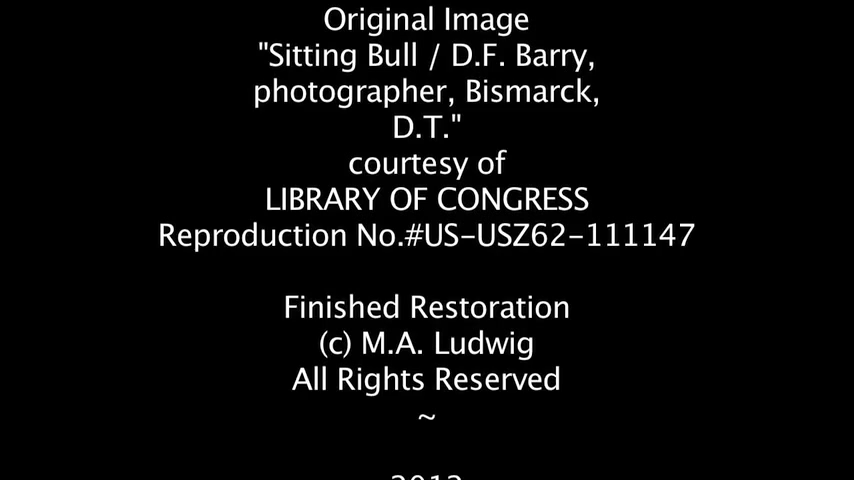 Original Image
"Sitting Bull / D.F. Barry,
photographer, Bismarck,
D.T."
courtesy of
LIBRARY OF CONGRESS
Reproduction No.#US-USZ62-111147
Finished Restoration
(c) M.A. Ludwig
All Rights Reserved
~